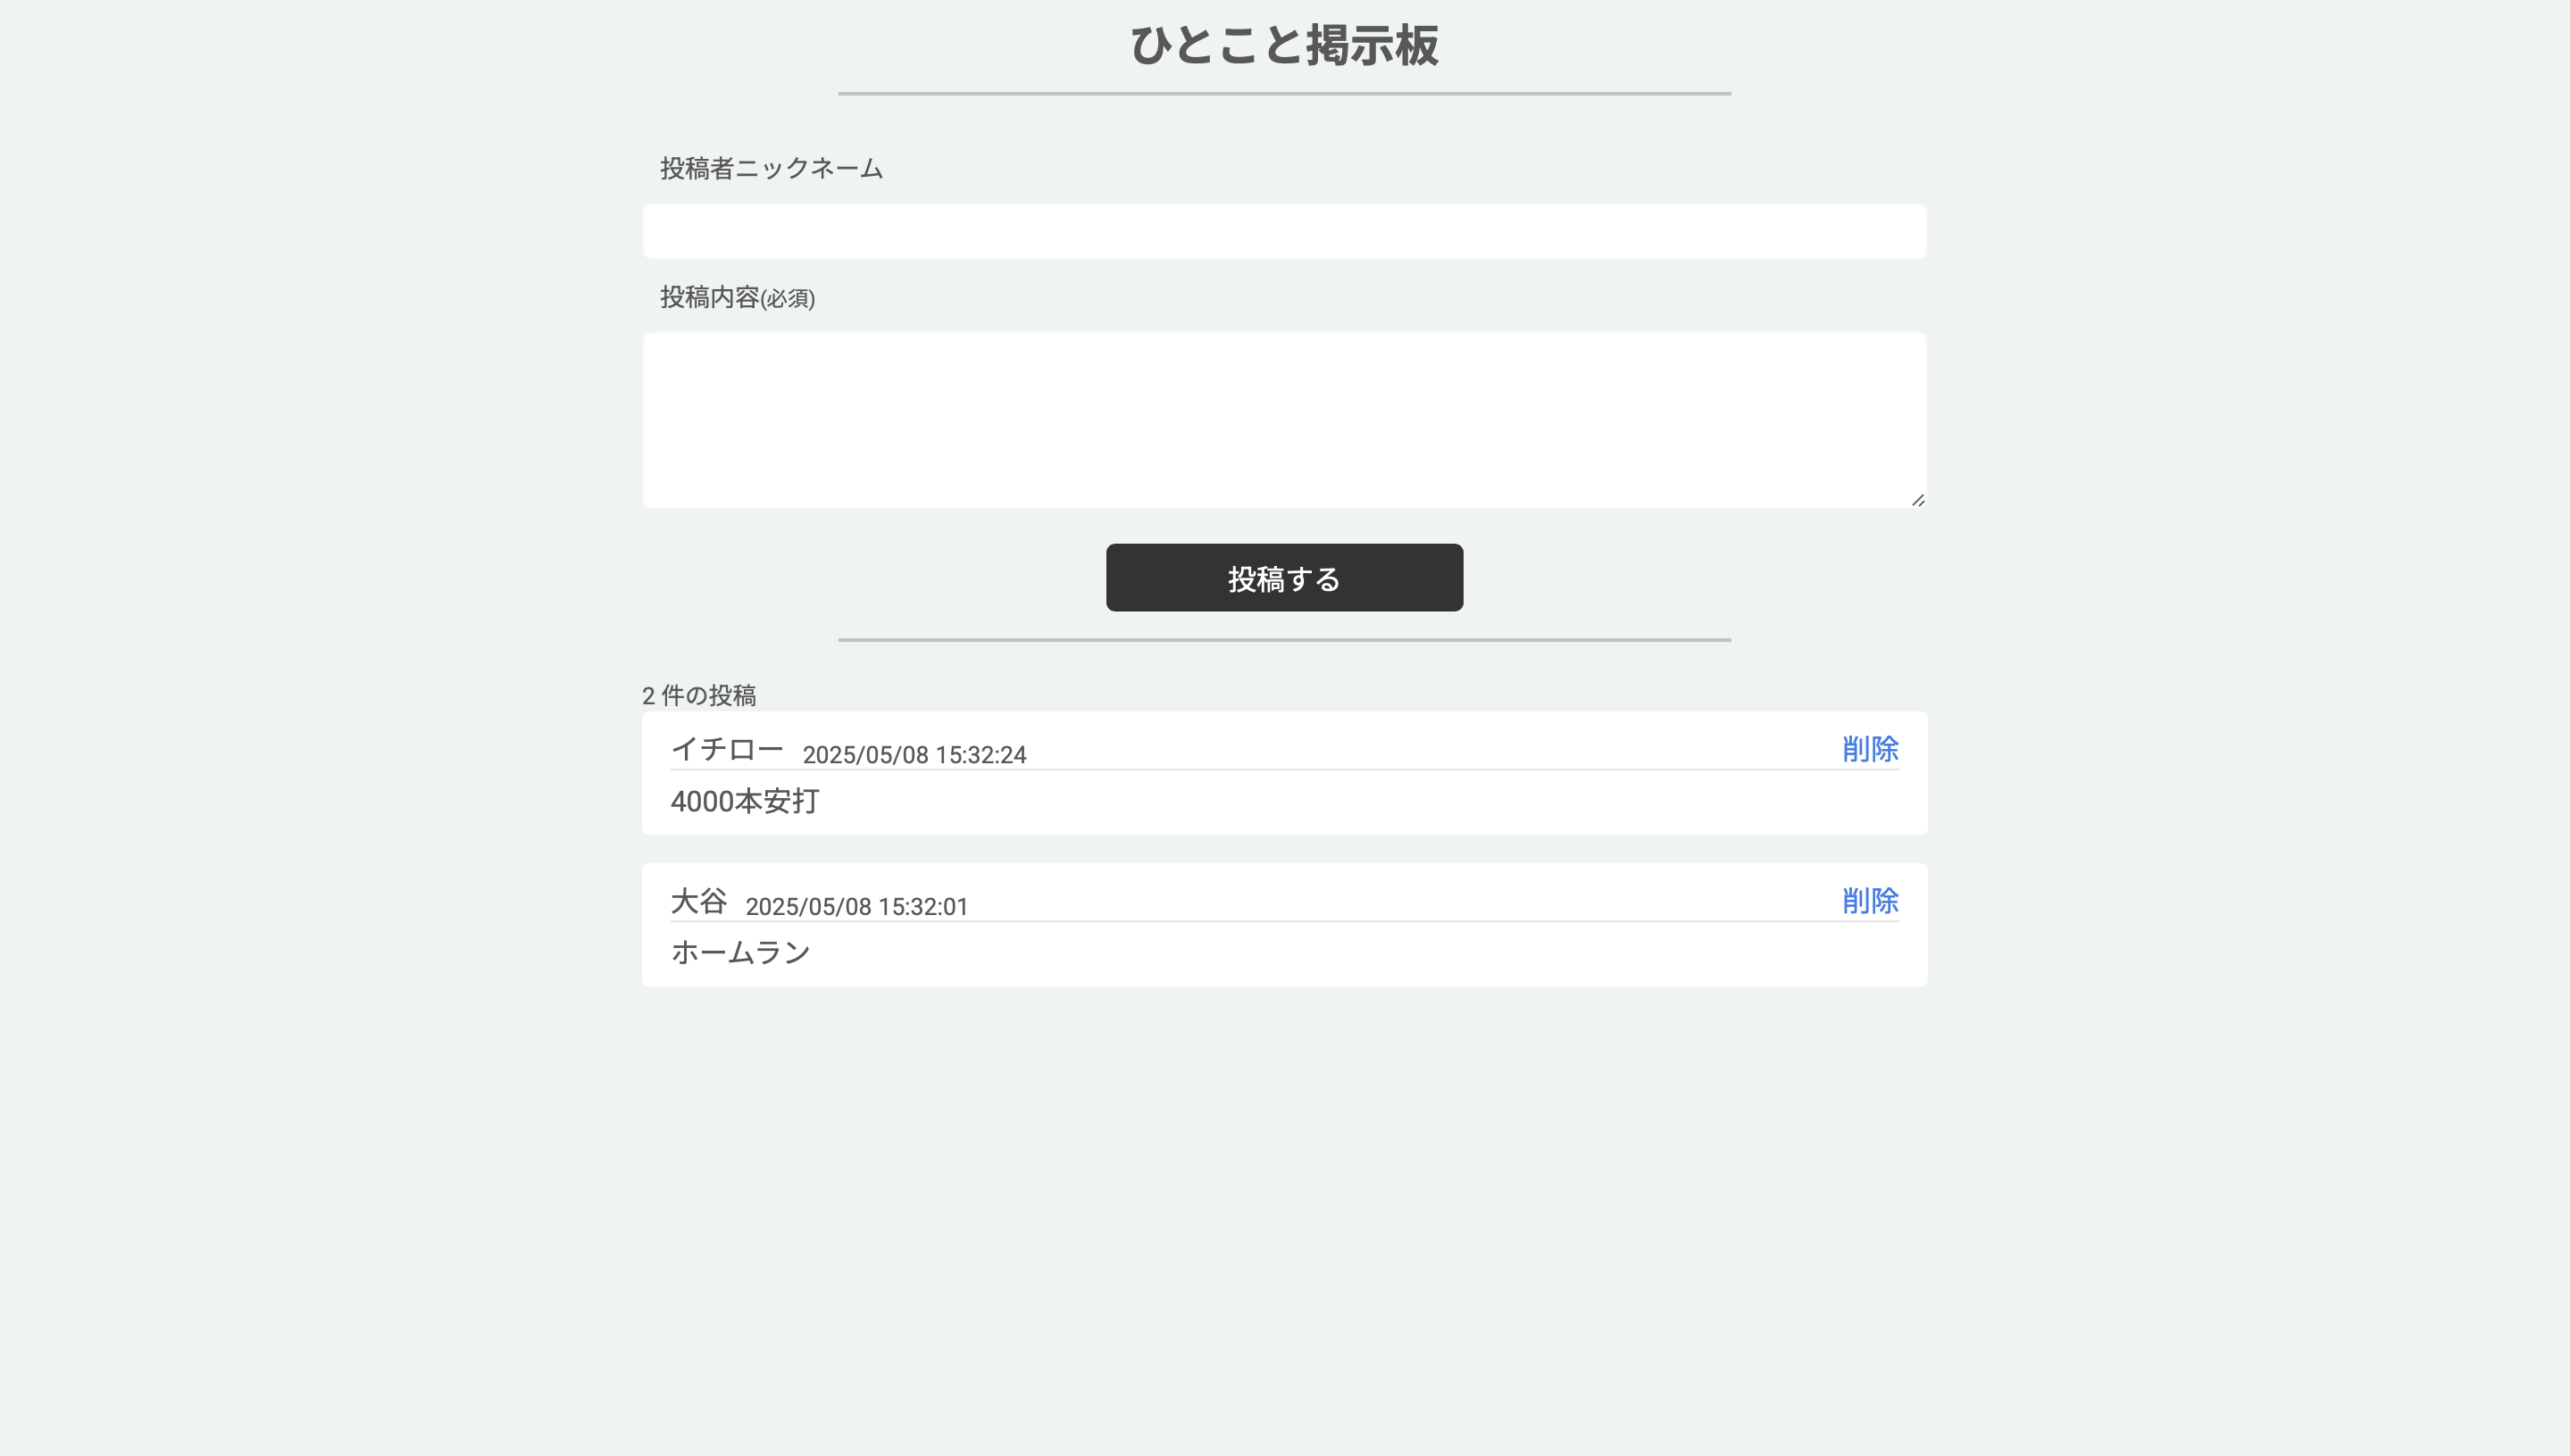 ひとこと掲示板
投稿者ニックネーム
投稿内容(必須)
投稿する
2 件の投稿
イチロー 2025/05/08 15:32:24 削除
4000本安打
大谷 2025/05/08 15:32:01 削除
ホームラン